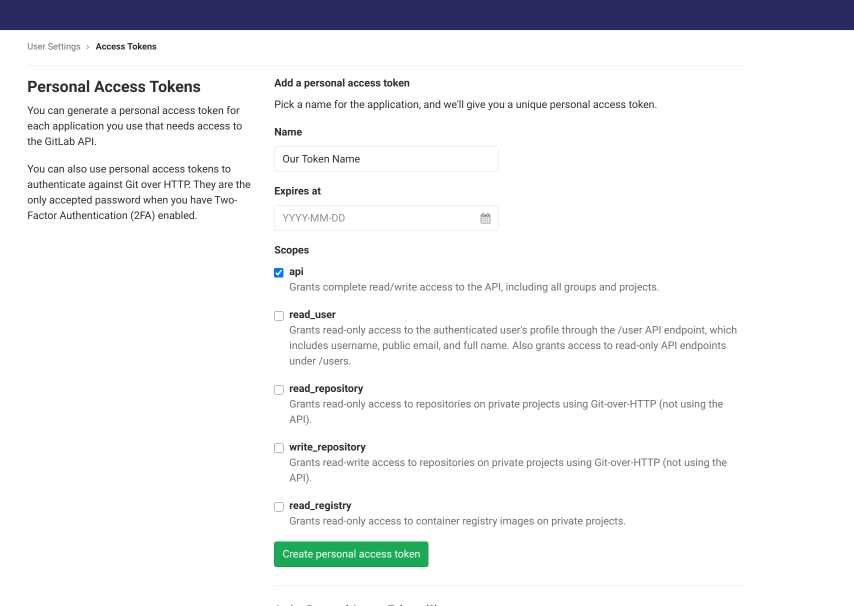 User Settings › Access Tokens
Personal Access Tokens
You can generate a personal access token for
each application you use that needs access to
the GitLab API.
You can also use personal access tokens to
authenticate against Git over HTTP. They are the
only accepted password when you have Two-
Factor Authentication (2FA) enabled.
Add a personal access token
Pick a name for the application, and we'll give you a unique personal access token.
Name
Our Token Name
Expires at
YYYY-MM-DD
Scopes
api
Grants complete read/write access to the API, including all groups and projects.
read_user
Grants read-only access to the authenticated user's profile through the /user API endpoint, which
includes username, public email, and full name. Also grants access to read-only API endpoints
under /users.
read_repository
Grants read-only access to repositories on private projects using Git-over-HTTP (not using the
API).
write_repository
Grants read-write access to repositories on private projects using Git-over-HTTP (not using the
API).
read_registry
Grants read-only access to container registry images on private projects.
Create personal access token